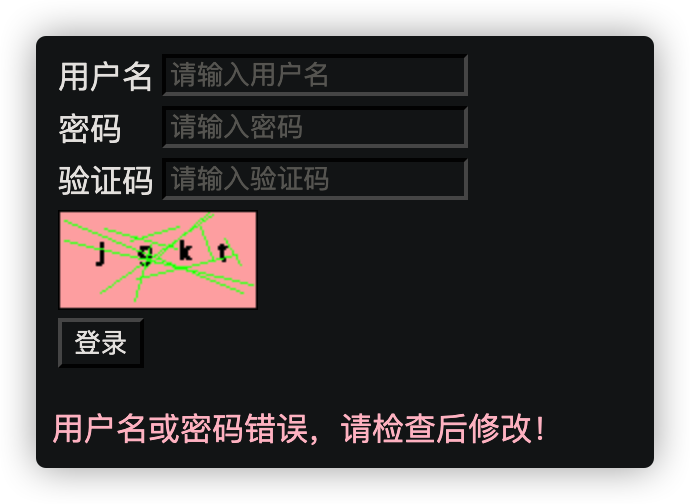 用户名 请输入用户名
密码 请输入密码
验证码 请输入验证码
j g k t
登录
用户名或密码错误，请检查后修改！